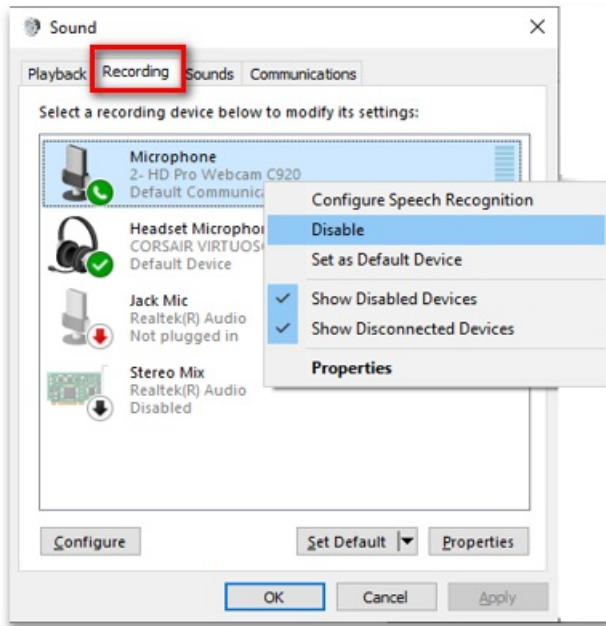 Sound
Playback Recording Sounds Communications
Select a recording device below to modify its settings:
Microphone
2- HD Pro Webcam C920
Default
Configure Speech Recognition
Headset
Disable
CORSAIR
Default Device
Set as Default Device
Jack Mic
Show Disabled Devices
Realtek(R) Audio
Not plugged in
Show Disconnected Devices
Stereo Mix
Properties
Realtek(R) Audio
Disabled
Configure Set Default Properties
OK Cancel Apply